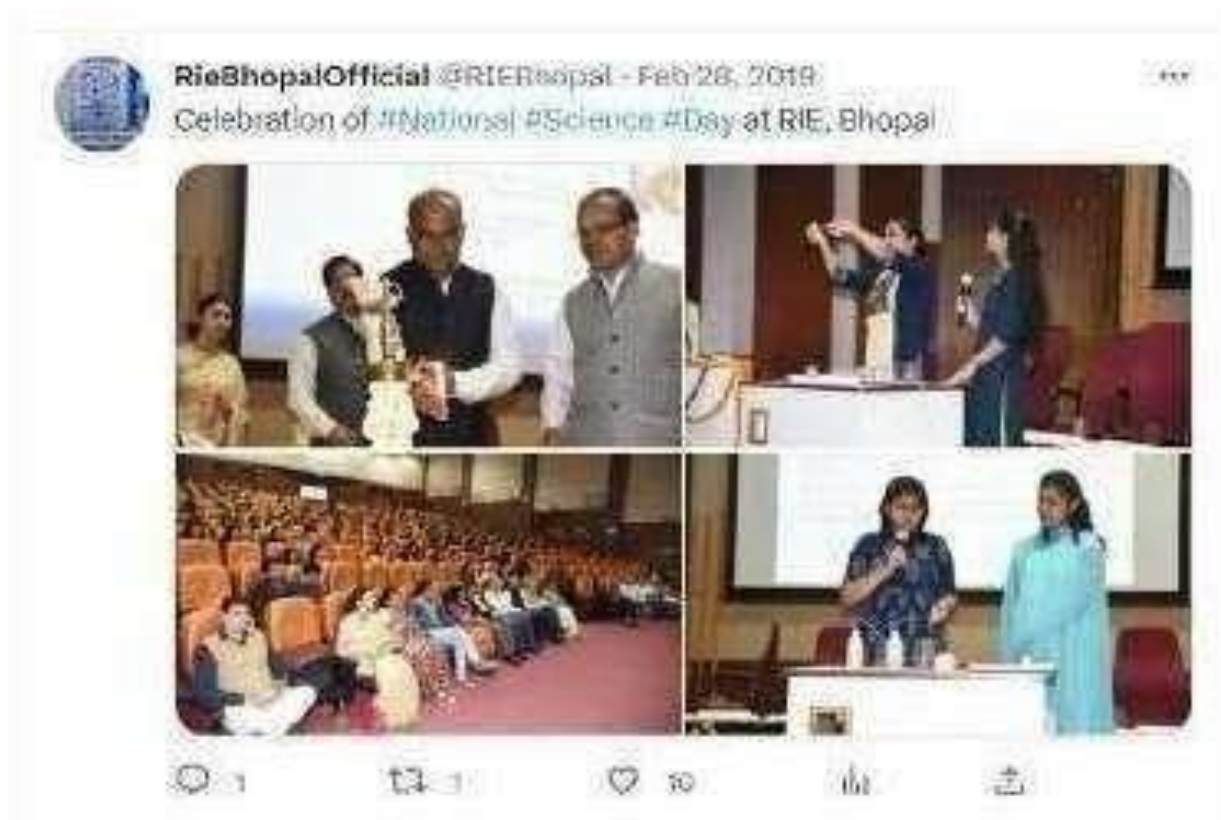 RieBhopalOfficial @RIEBhopal - Feb 28, 2019
Celebration of #National #Science #Day at RIE, Bhopal
1 1 10